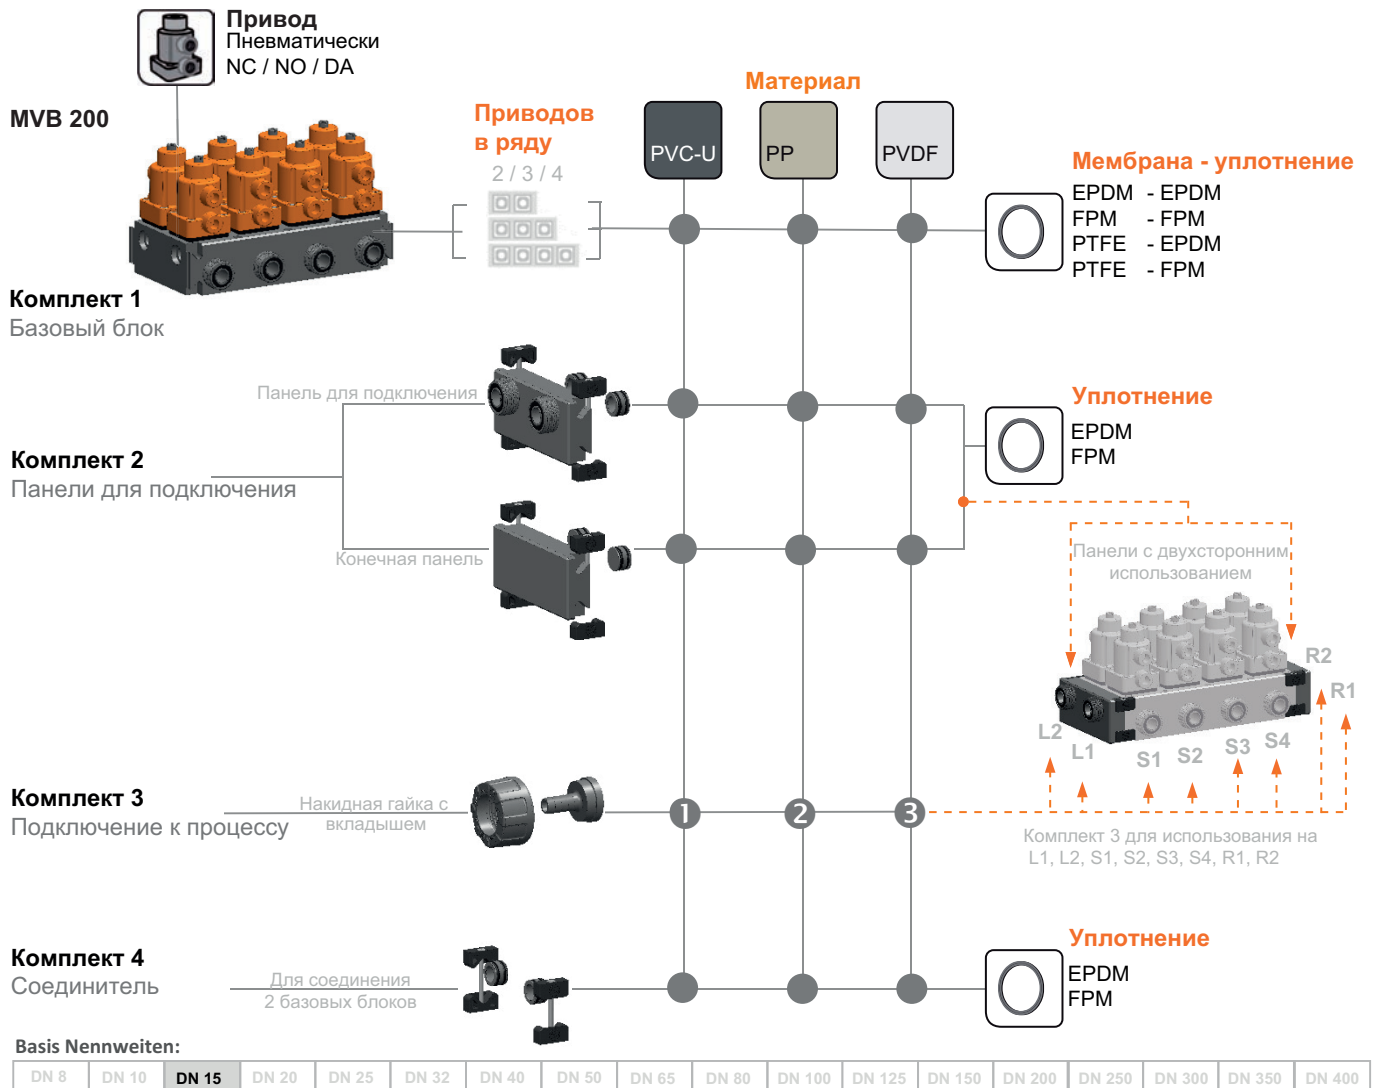 Привод
Пневматически
NC / NO / DA
MVB 200
Приводов
в ряду
2 / 3 / 4
Материал
PVC-U
PP
PVDF
Мембрана - уплотнение
EPDM - EPDM
FPM - FPM
PTFE - EPDM
PTFE - FPM
Комплект 1
Базовый блок
Панель для подключения
Уплотнение
EPDM
FPM
Комплект 2
Панели для подключения
Конечная панель
Панели с двухсторонним
использованием
R2
R1
L2
L1
S1
S2
S3
S4
Комплект 3
Подключение к процессу
Накидная гайка с
вкладышем
1
2
3
Комплект 3 для использования на
L1, L2, S1, S2, S3, S4, R1, R2
Комплект 4
Соединитель
Для соединения
2 базовых блоков
Уплотнение
EPDM
FPM
Basis Nennweiten:
DN 8 DN 10 DN 15 DN 20 DN 25 DN 32 DN 40 DN 50 DN 65 DN 80 DN 100 DN 125 DN 150 DN 200 DN 250 DN 300 DN 350 DN 400